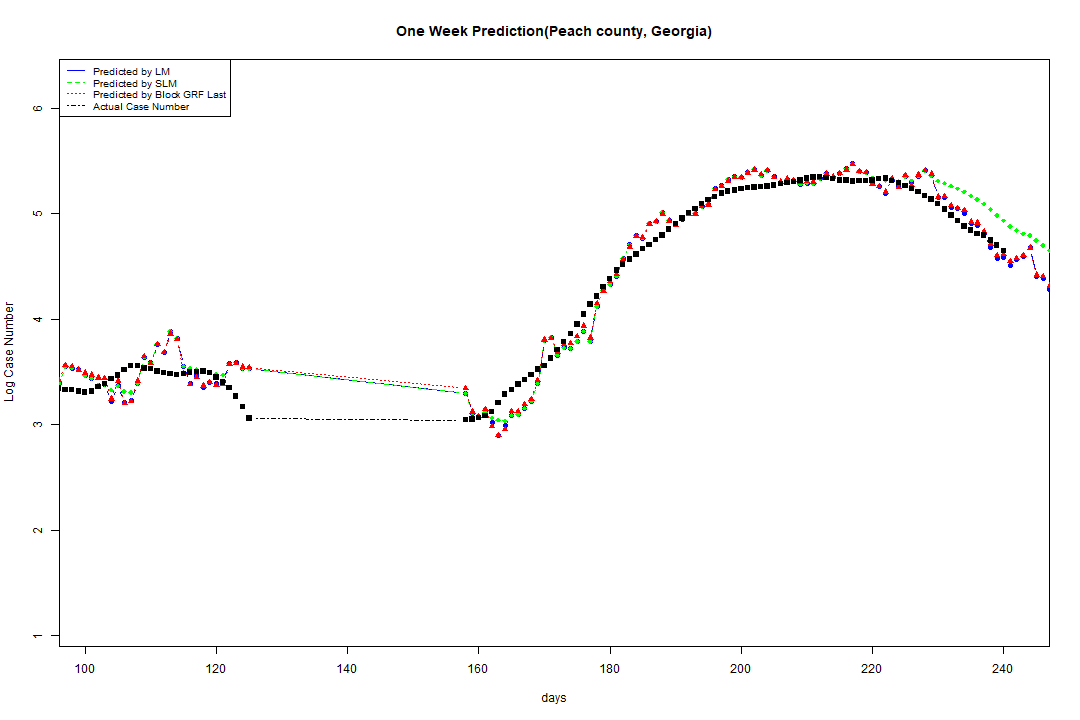 One Week Prediction(Peach county, Georgia)
Predicted by LM
Predicted by SLM
Predicted by Block GRF Last
Actual Case Number
Log Case Number
6
5
4
3
2
1
100 120 140 160 180 200 220 240
days